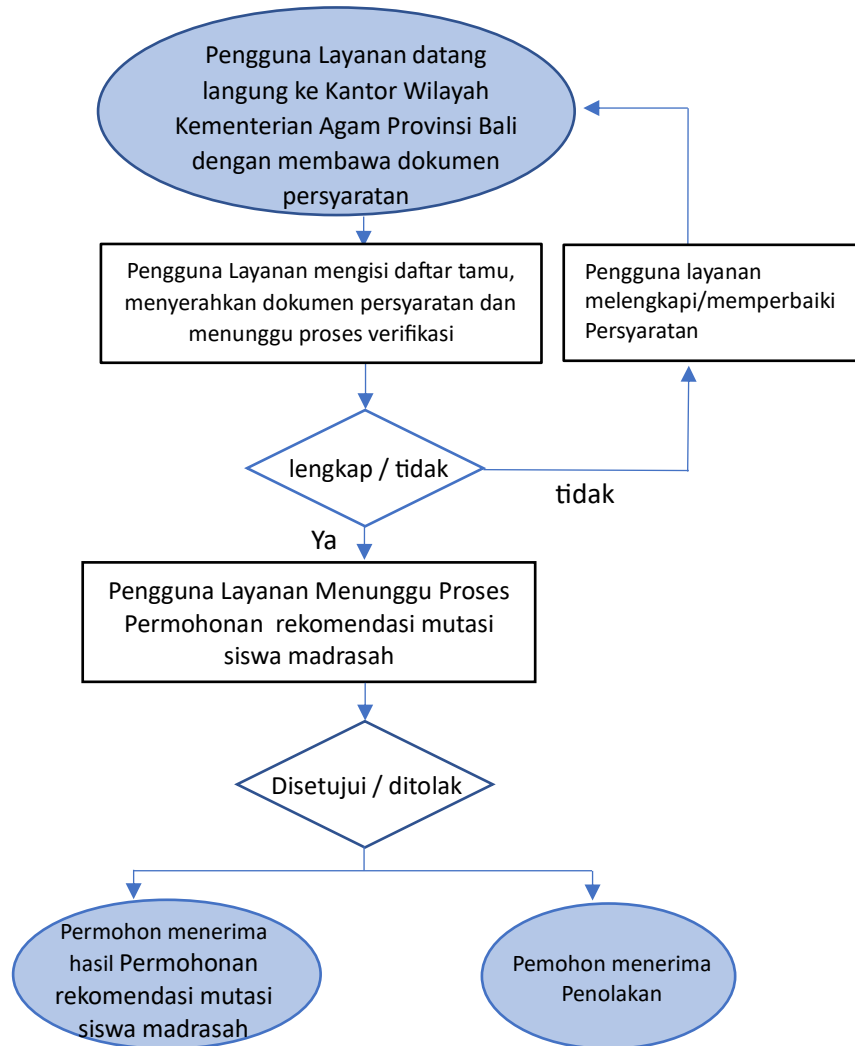 Pengguna Layanan datang
langung ke Kantor Wilayah
Kementerian Agam Provinsi Bali
dengan membawa dokumen
persyaratan
Pengguna Layanan mengisi daftar tamu,
menyerahkan dokumen persyaratan dan
menunggu proses verifikasi
Pengguna layanan
melengkapi/memperbaiki
Persyaratan
lengkap / tidak
tidak
Ya
Pengguna Layanan Menunggu Proses
Permohonan rekomendasi mutasi
siswa madrasah
Disetujui / ditolak
Permohon menerima
hasil Permohonan
rekomendasi mutasi
siswa madrasah
Pemohon menerima
Penolakan